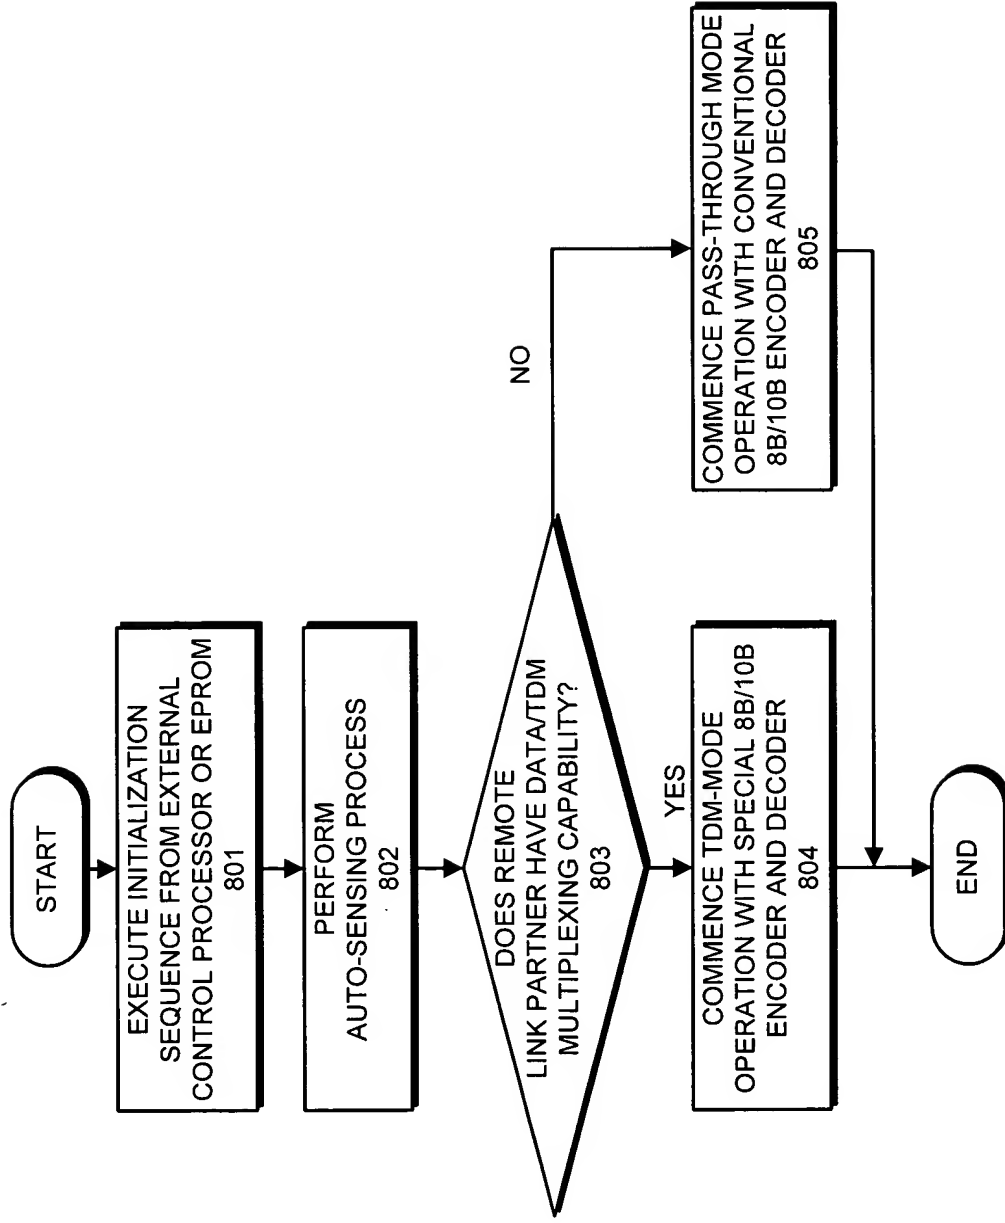 START
EXECUTE INITIALIZATION
SEQUENCE FROM EXTERNAL
CONTROL PROCESSOR OR EPROM
801
PERFORM
AUTO-SENSING PROCESS
802
DOES REMOTE
LINK PARTNER HAVE DATA/TDM
MULTIPLEXING CAPABILITY?
803
YES
NO
COMMENCE TDM-MODE
OPERATION WITH SPECIAL 8B/10B
ENCODER AND DECODER
804
COMMENCE PASS-THROUGH MODE
OPERATION WITH CONVENTIONAL
8B/10B ENCODER AND DECODER
805
END